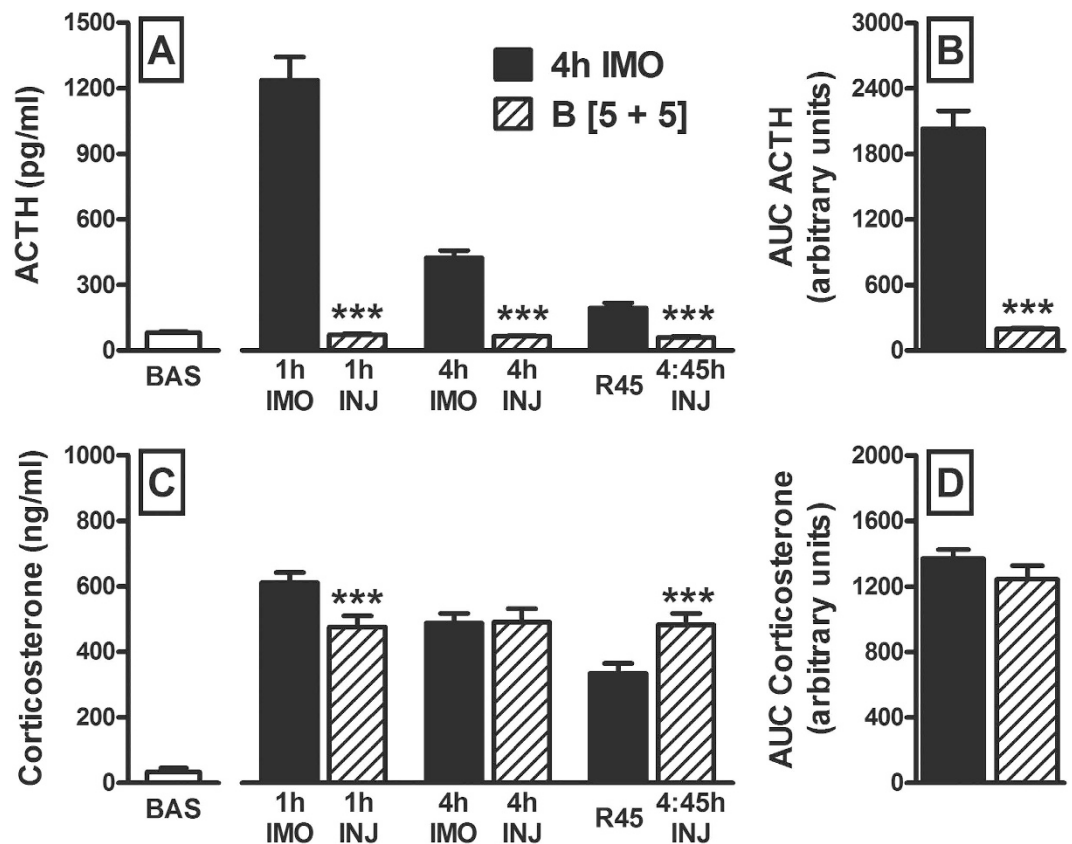 A
ACTH (pg/ml)
1500
1200
900
600
300
0
4h IMO
B [5 + 5]
***
***
***
BAS
1h IMO
1h INJ
4h IMO
4h INJ
R45
4:45h INJ
B
AUC ACTH
(arbitrary units)
3000
2400
1800
1200
600
0
***
C
Corticosterone (ng/ml)
1000
800
600
400
200
0
***
***
BAS
1h IMO
1h INJ
4h IMO
4h INJ
R45
4:45h INJ
D
AUC Corticosterone
(arbitrary units)
2000
1600
1200
800
400
0